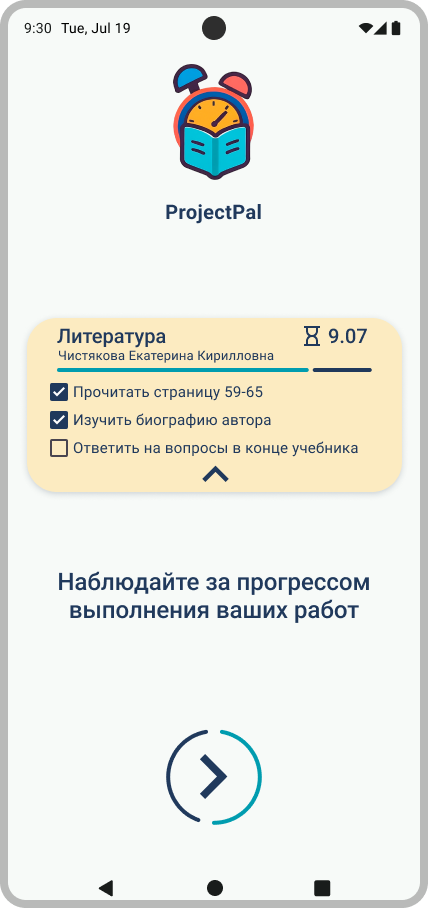 9:30 Tue, Jul 19
ProjectPal
Литература 9.07
Чистякова Екатерина Кирилловна
Прочитать страницу 59-65
Изучить биографию автора
Ответить на вопросы в конце учебника
Наблюдайте за прогрессом
выполнения ваших работ